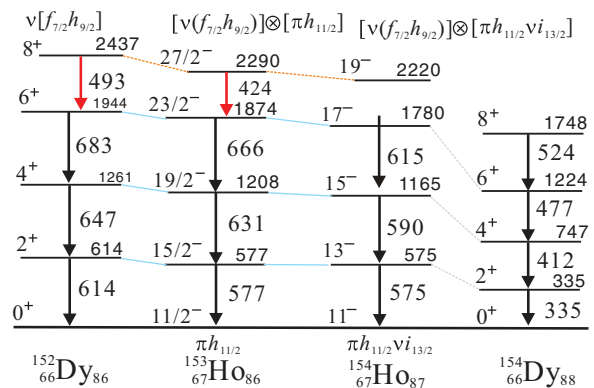 ν[f7/2h9/2] [ν(f7/2h9/2)]⊗[πh11/2] [ν(f7/2h9/2)]⊗[πh11/2νi13/2]
8+ 2437 27/2− 2290 19− 2220
493 424
6+ 1944 23/2− 1874 17− 1780 8+ 1748
683 666 615 524
4+ 1261 19/2− 1208 15− 1165 6+ 1224
647 631 590 477
4+ 747
2+ 614 15/2− 577 13− 575 412
2+ 335
614 577 575 335
0+ 11/2− 11− 0+
πh11/2 πh11/2νi13/2
152 66Dy86 153 67Ho86 154 67Ho87 154 66Dy88